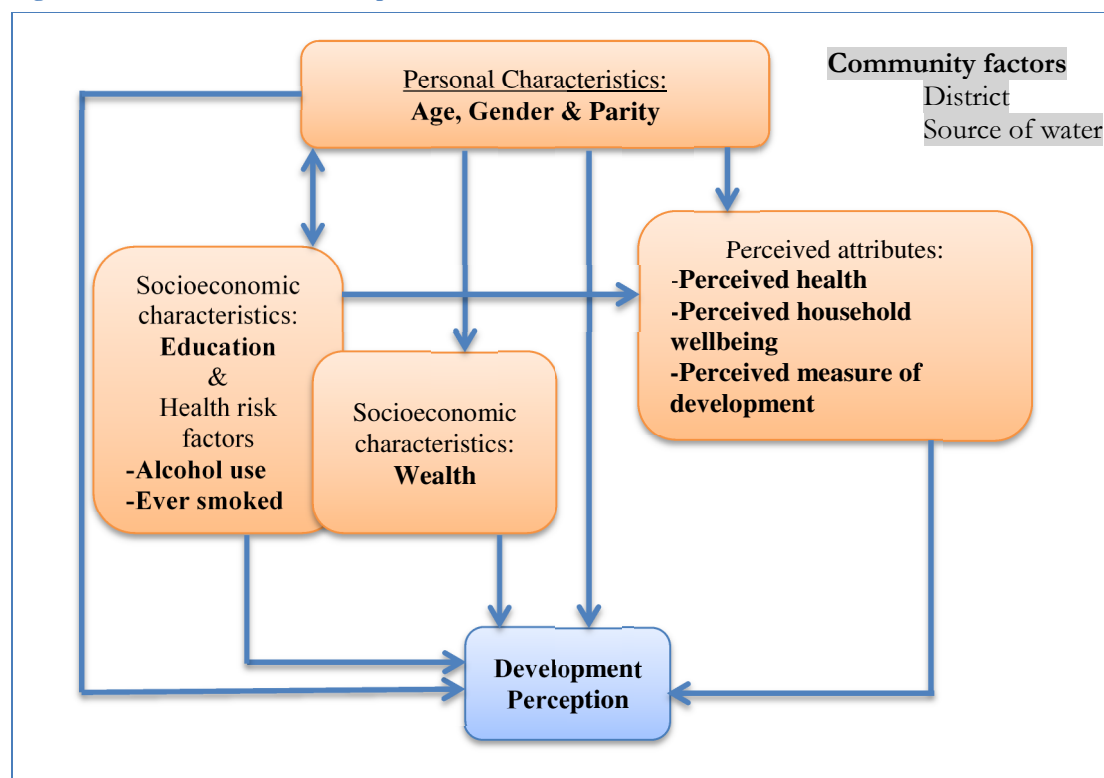 Personal Characteristics:
Age, Gender & Parity
Community factors
District
Source of water
Socioeconomic
characteristics:
Education
&
Health risk
factors
-Alcohol use
-Ever smoked
Socioeconomic
characteristics:
Wealth
Perceived attributes:
-Perceived health
-Perceived household
wellbeing
-Perceived measure of
development
Development
Perception